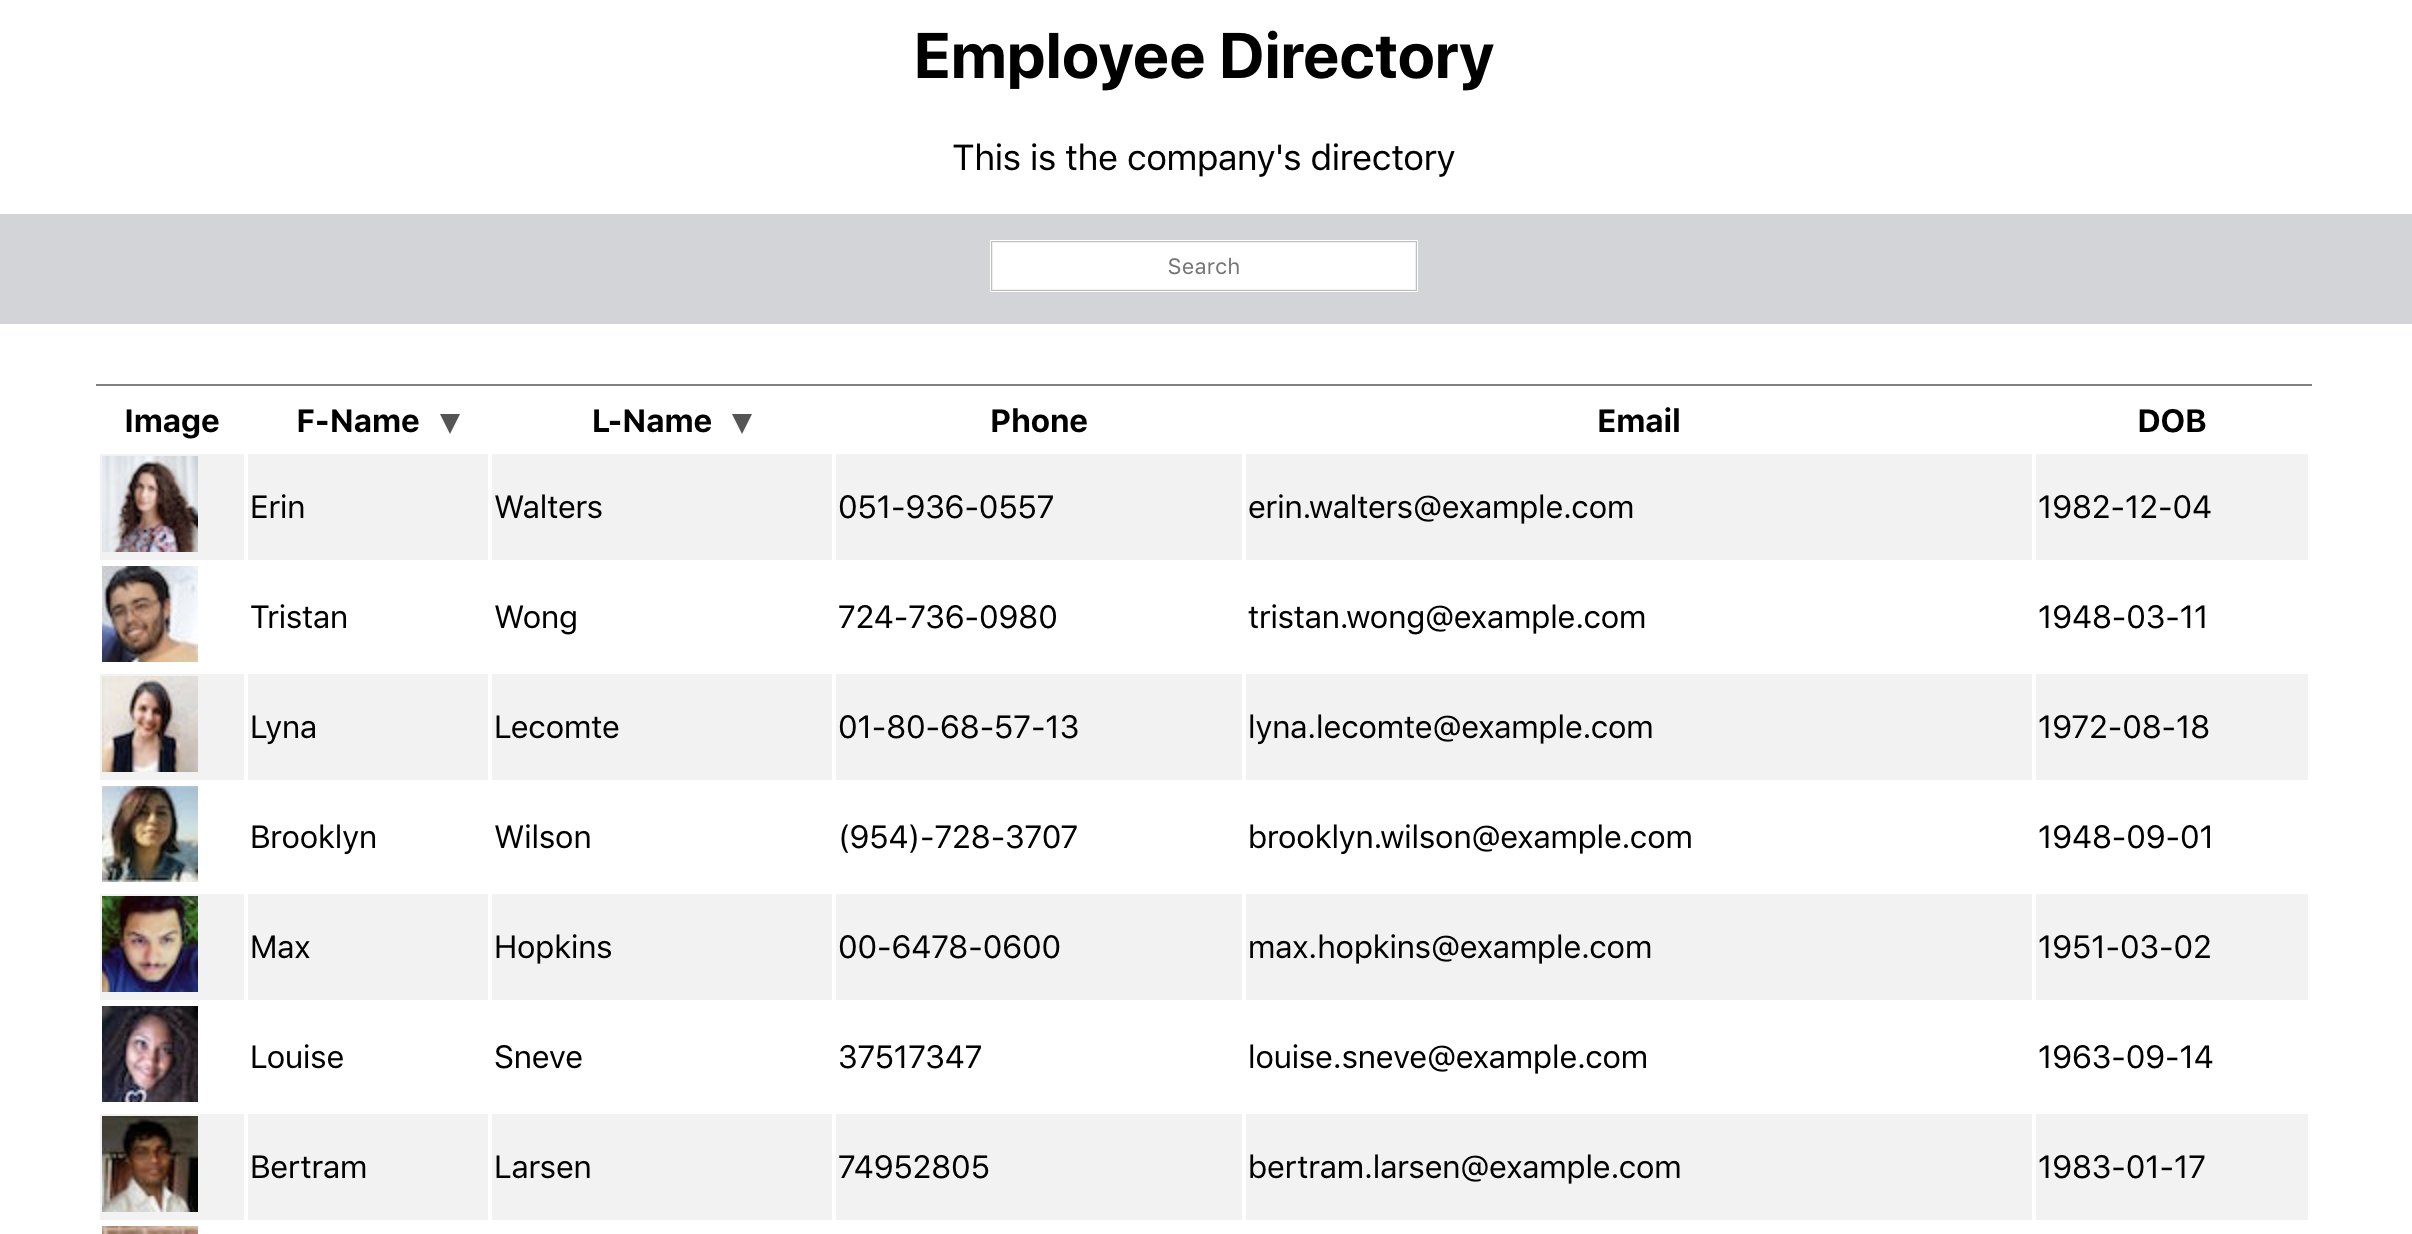 Employee Directory
This is the company's directory
Search
Image F-Name ▼ L-Name ▼ Phone Email DOB
Erin Walters 051-936-0557 erin.walters@example.com 1982-12-04
Tristan Wong 724-736-0980 tristan.wong@example.com 1948-03-11
Lyna Lecomte 01-80-68-57-13 lyna.lecomte@example.com 1972-08-18
Brooklyn Wilson (954)-728-3707 brooklyn.wilson@example.com 1948-09-01
Max Hopkins 00-6478-0600 max.hopkins@example.com 1951-03-02
Louise Sneve 37517347 louise.sneve@example.com 1963-09-14
Bertram Larsen 74952805 bertram.larsen@example.com 1983-01-17